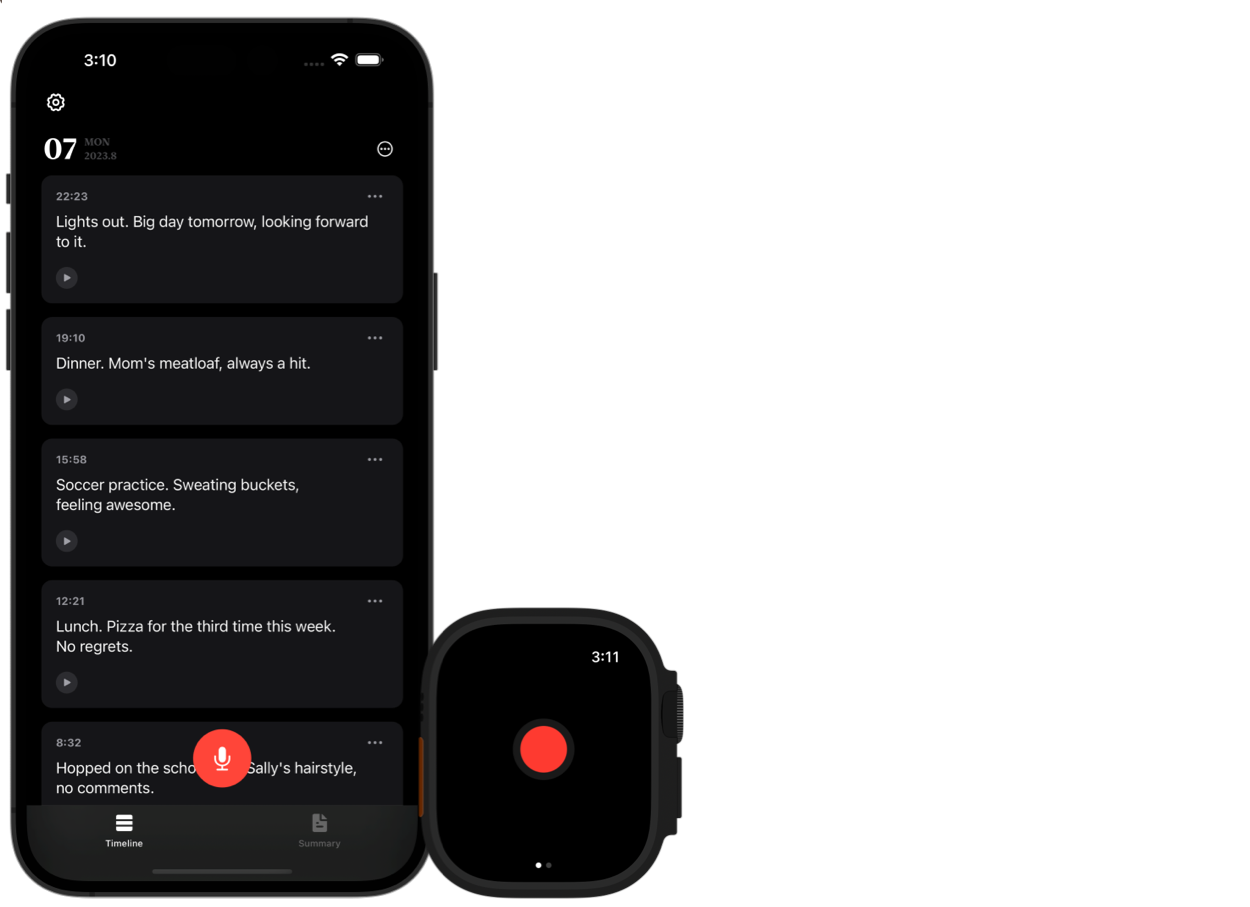 3:10
07 MON
2023.8
22:23
Lights out. Big day tomorrow, looking forward
to it.
19:10
Dinner. Mom's meatloaf, always a hit.
15:58
Soccer practice. Sweating buckets,
feeling awesome.
12:21
Lunch. Pizza for the third time this week.
No regrets.
8:32
Hopped on the Sally's hairstyle,
no comments.
Timeline
Summary
3:11